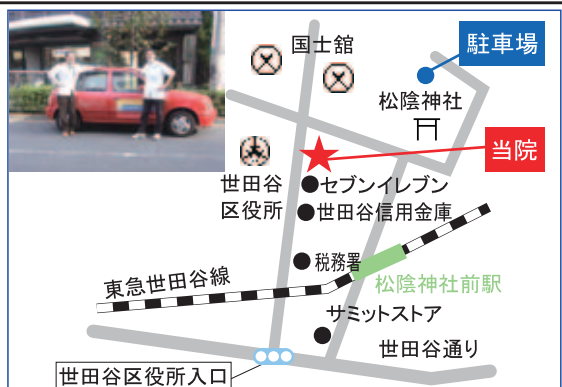 国士舘
駐車場
松陰神社
当院
世田谷
区役所
セブンイレブン
世田谷信用金庫
税務署
東急世田谷線
松陰神社前駅
サミットストア
世田谷通り
世田谷区役所入口